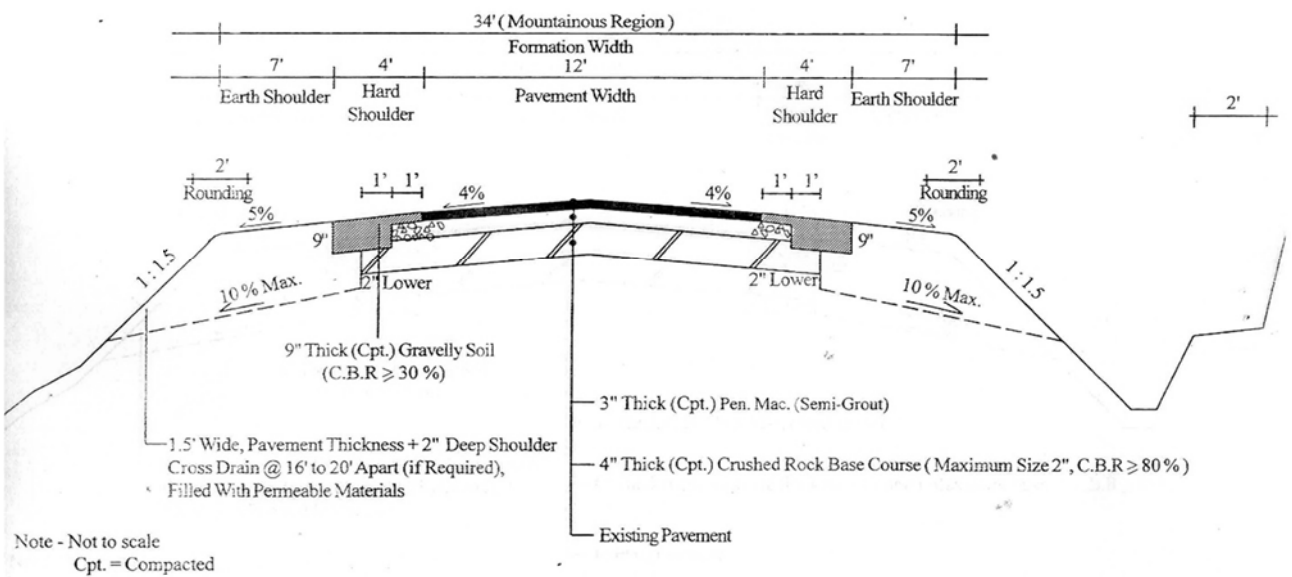 34' ( Mountainous Region )
Formation Width
7' 4' 12' 4' 7'
Earth Shoulder Hard Shoulder Pavement Width Hard Shoulder Earth Shoulder
2'
2'
Rounding
1' 1'
4% 4%
1' 1'
2'
Rounding
5% 5%
9" 9"
1 : 1.5 1 : 1.5
10 % Max. 10 % Max.
2" Lower 2" Lower
9" Thick (Cpt.) Gravelly Soil
(C.B.R ⩾ 30 %)
3" Thick (Cpt.) Pen. Mac. (Semi-Grout)
1.5' Wide, Pavement Thickness + 2" Deep Shoulder
Cross Drain @ 16' to 20' Apart (if Required),
Filled With Permeable Materials
4" Thick (Cpt.) Crushed Rock Base Course ( Maximum Size 2", C.B.R ⩾ 80 % )
Existing Pavement
Note - Not to scale
Cpt. = Compacted